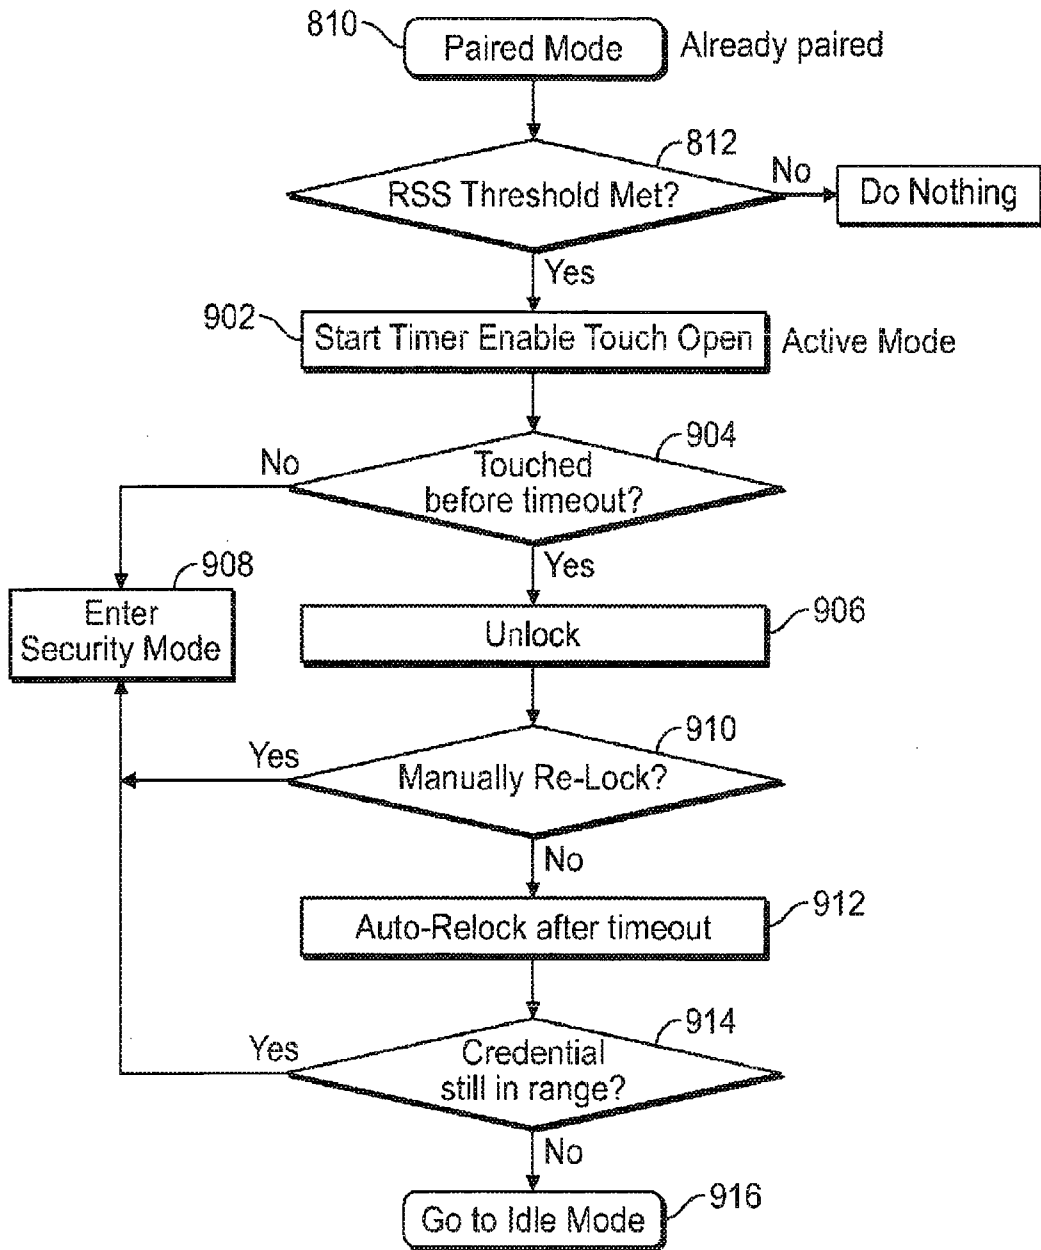 810
Paired Mode
Already paired
812
RSS Threshold Met?
No
Do Nothing
Yes
902
Start Timer Enable Touch Open
Active Mode
904
No
Touched
before timeout?
Yes
908
Enter
Security Mode
Unlock
906
910
Yes
Manually Re-Lock?
No
Auto-Relock after timeout
912
914
Yes
Credential
still in range?
No
Go to Idle Mode
916